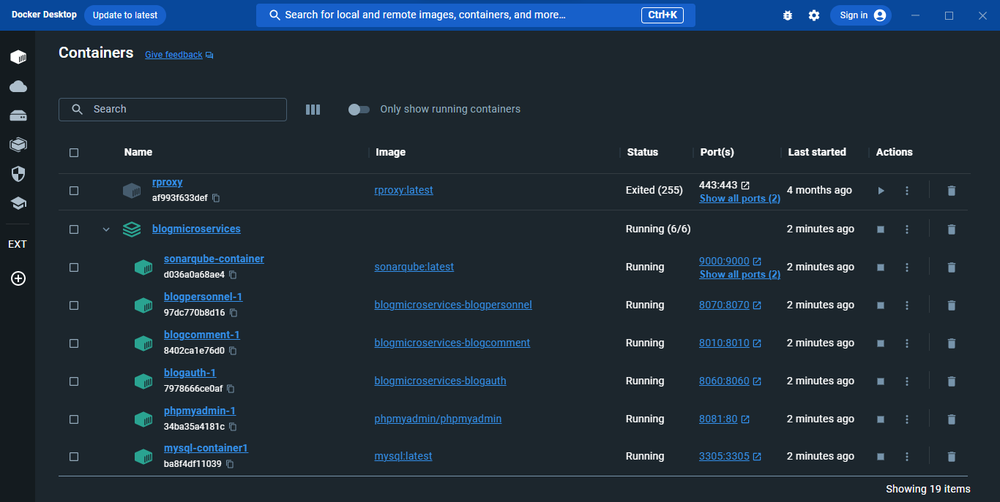 Docker Desktop Update to latest Search for local and remote images, containers, and more... Ctrl+K Sign in
Containers Give feedback
Search Only show running containers
Name Image Status Port(s) Last started Actions
rproxy
af993f633def rproxy:latest Exited (255) 443:443 4 months ago
Show all ports (2)
blogmicroservices Running (6/6) 2 minutes ago
EXT
sonarqube-container
d036a0a68ae4 sonarqube:latest Running 9000:9000 2 minutes ago
Show all ports (2)
blogpersonnel-1
97dc770b8d16 blogmicroservices-blogpersonnel Running 8070:8070 2 minutes ago
blogcomment-1
8402ca1e76d0 blogmicroservices-blogcomment Running 8010:8010 2 minutes ago
blogauth-1
7978666ce0af blogmicroservices-blogauth Running 8060:8060 2 minutes ago
phpmyadmin-1
34ba35a4181c phpmyadmin/phpmyadmin Running 8081:80 2 minutes ago
mysql-container1
ba8f4df11039 mysql:latest Running 3305:3305 2 minutes ago
Showing 19 items